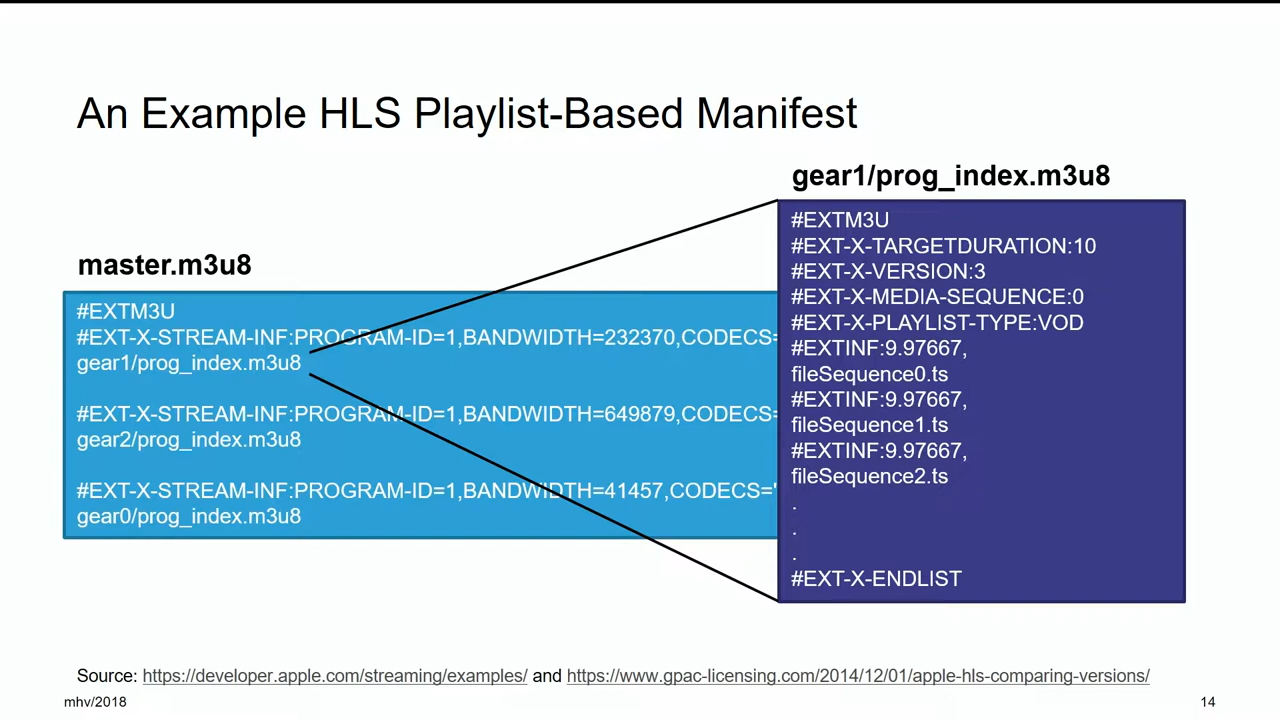 An Example HLS Playlist-Based Manifest
gear1/prog_index.m3u8
master.m3u8
#EXTM3U
#EXT-X-STREAM-INF:PROGRAM-ID=1,BANDWIDTH=232370,CODECS=
gear1/prog_index.m3u8
#EXT-X-STREAM-INF:PROGRAM-ID=1,BANDWIDTH=649879,CODECS=
gear2/prog_index.m3u8
#EXT-X-STREAM-INF:PROGRAM-ID=1,BANDWIDTH=41457,CODECS="
gear0/prog_index.m3u8
#EXTM3U
#EXT-X-TARGETDURATION:10
#EXT-X-VERSION:3
#EXT-X-MEDIA-SEQUENCE:0
#EXT-X-PLAYLIST-TYPE:VOD
#EXTINF:9.97667,
fileSequence0.ts
#EXTINF:9.97667,
fileSequence1.ts
#EXTINF:9.97667,
fileSequence2.ts
.
.
.
#EXT-X-ENDLIST
Source: https://developer.apple.com/streaming/examples/ and https://www.gpac-licensing.com/2014/12/01/apple-hls-comparing-versions/
mhv/2018
14